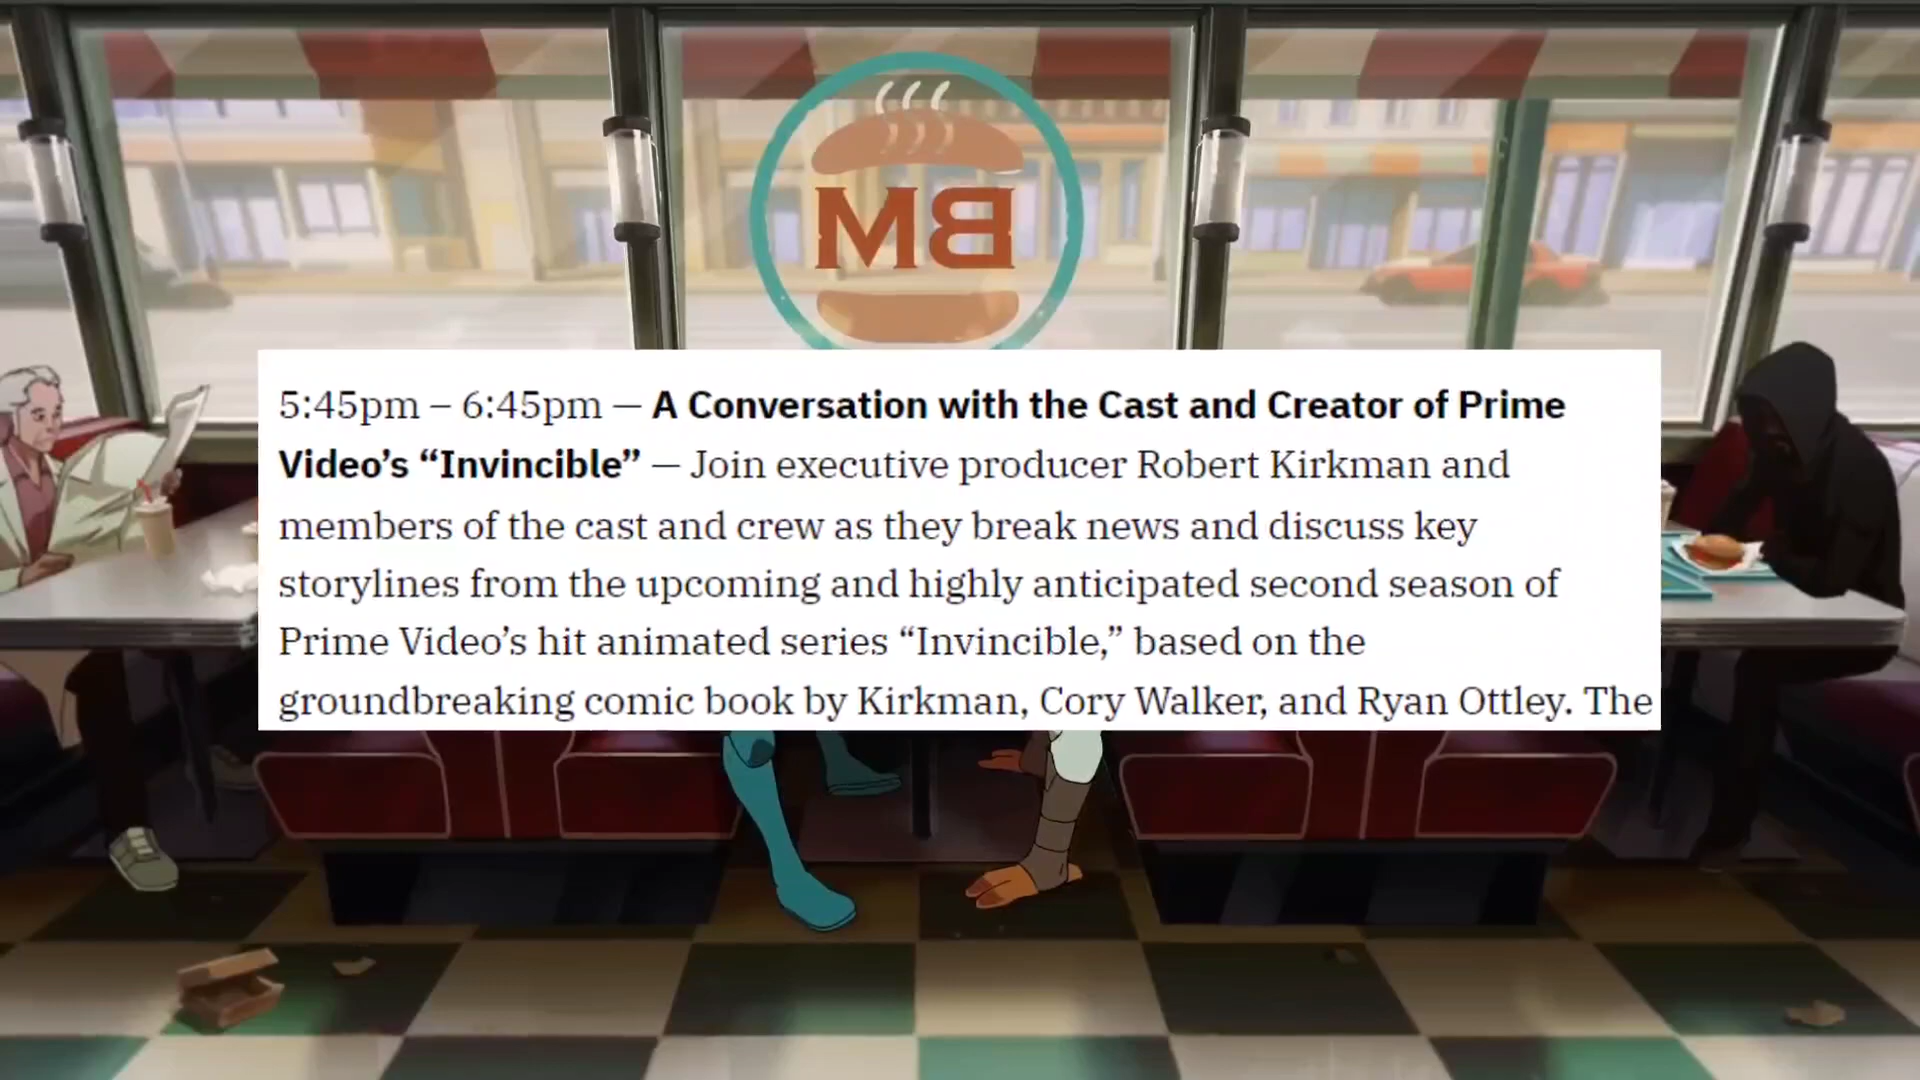 BM
5:45pm – 6:45pm — A Conversation with the Cast and Creator of Prime
Video’s “Invincible” — Join executive producer Robert Kirkman and
members of the cast and crew as they break news and discuss key
storylines from the upcoming and highly anticipated second season of
Prime Video’s hit animated series “Invincible,” based on the
groundbreaking comic book by Kirkman, Cory Walker, and Ryan Ottley. The